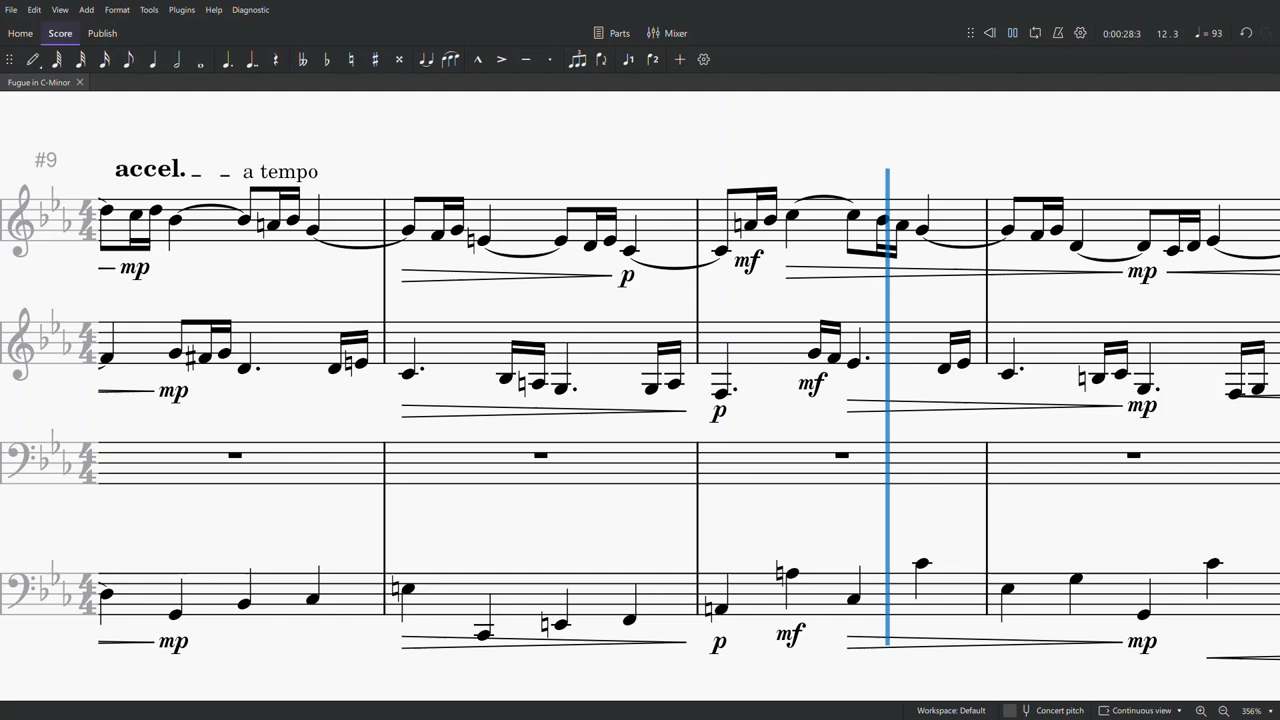 File Edit View Add Format Tools Plugins Help Diagnostic
Home Score Publish Parts Mixer 0:00:28:3 12 . 3 ♩ = 93
Fugue in C-Minor
#9
accel. a tempo
mp p mf mp
mp p mf mp
mp p mf mp
Workspace: Default Concert pitch Continuous view 356%